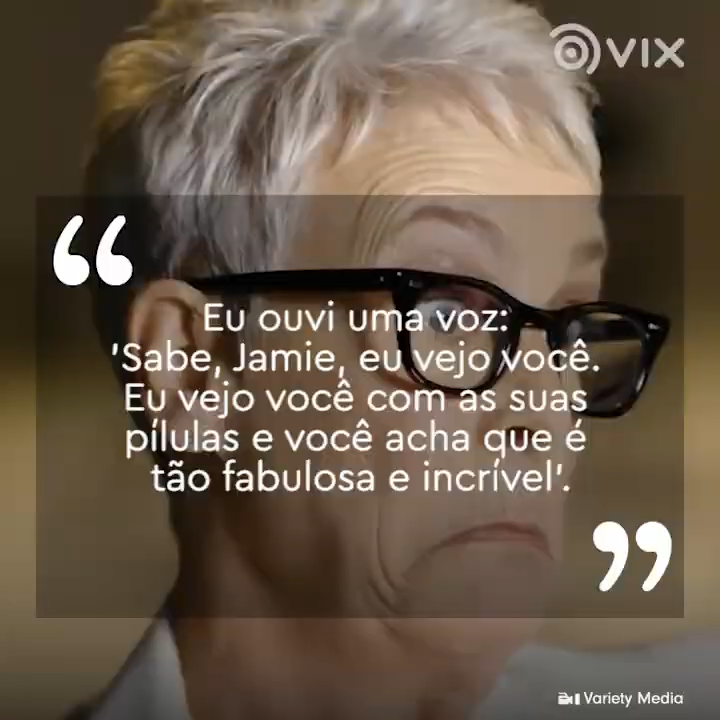 VIX
“
Eu ouvi uma voz:
'Sabe, Jamie, eu vejo você.
Eu vejo você com as suas
pílulas e você acha que é
tão fabulosa e incrível'.
”
Variety Media